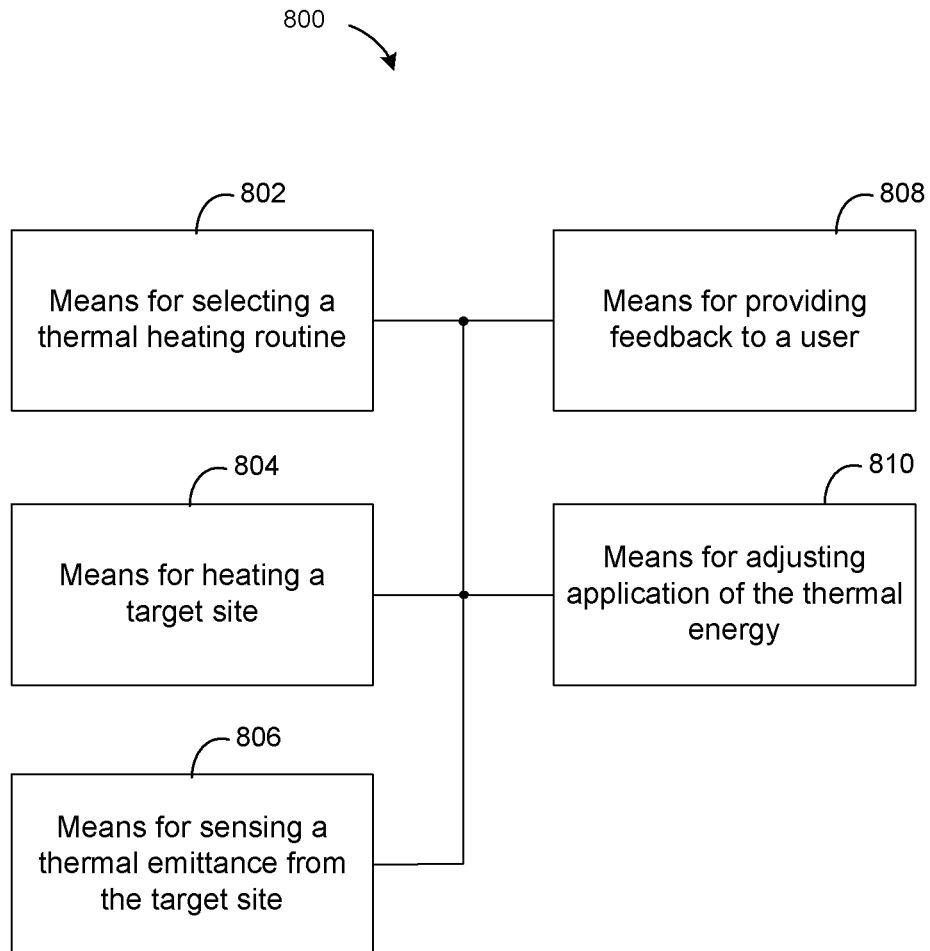 800
802
Means for selecting a
thermal heating routine
808
Means for providing
feedback to a user
804
Means for heating a
target site
810
Means for adjusting
application of the thermal
energy
806
Means for sensing a
thermal emittance from
the target site